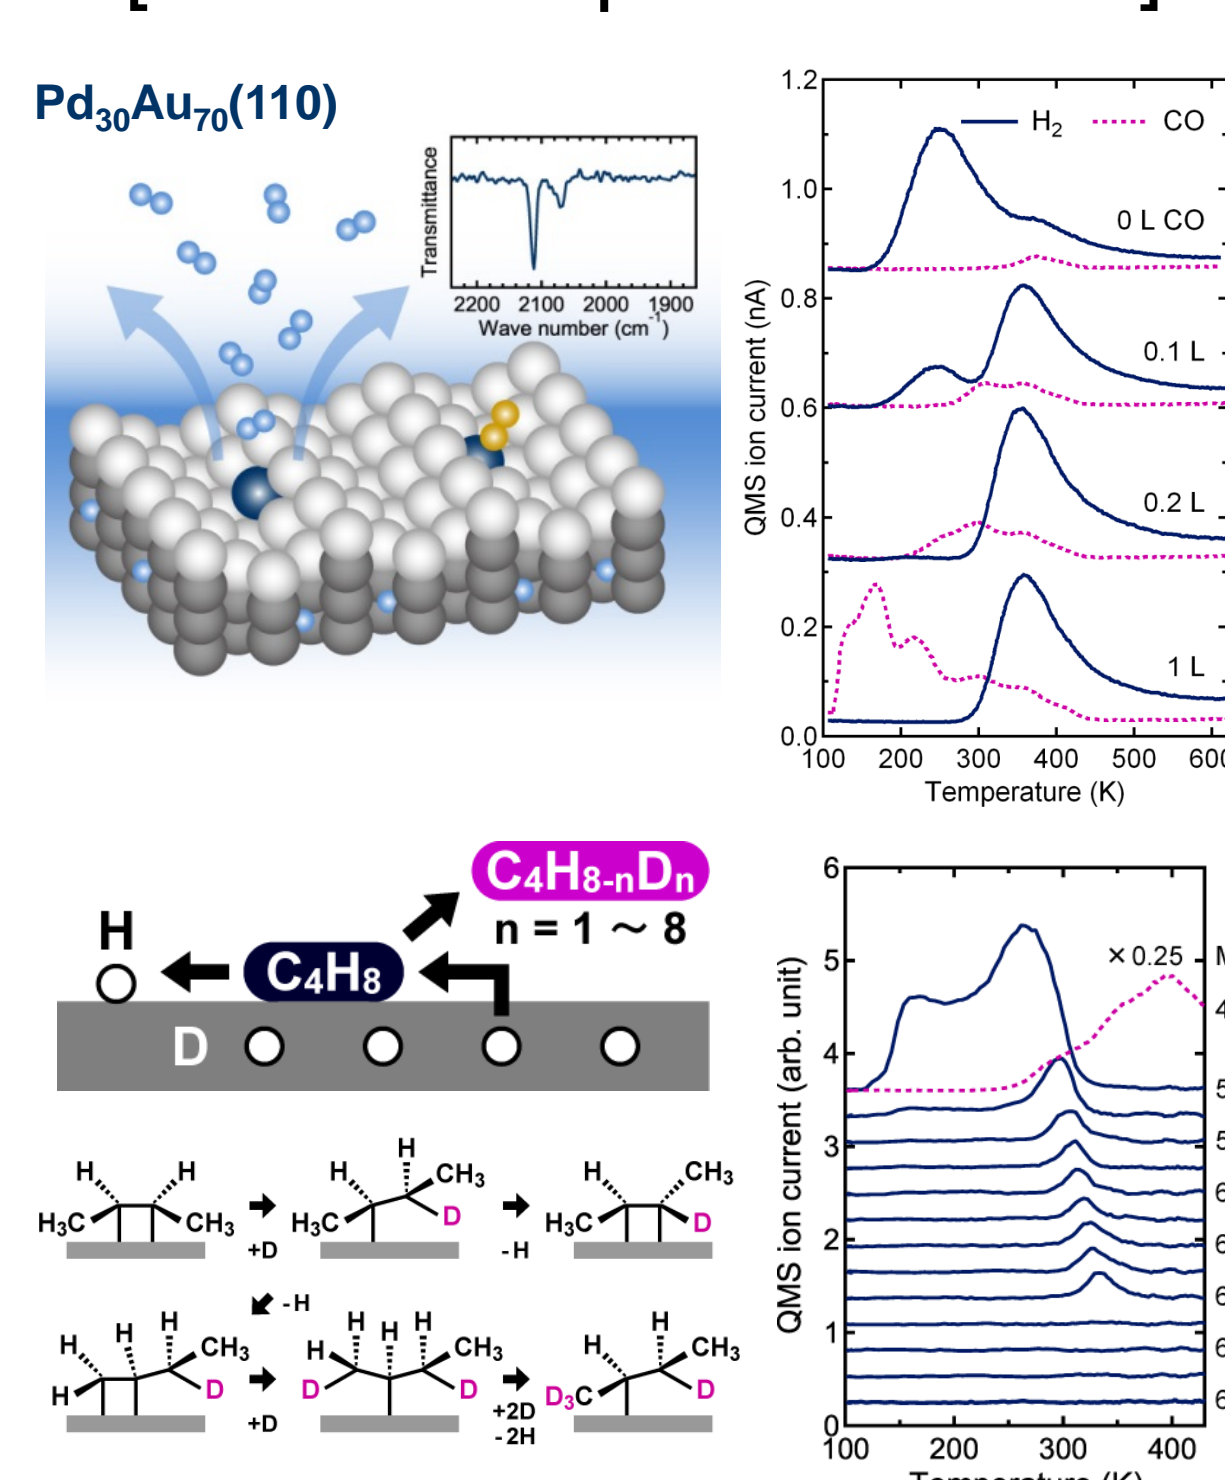 Pd30Au70(110)
Transmittance
2200 2100 2000 1900
Wave number (cm-1)
1.2
1.0
0.8
0.6
0.4
0.2
0.0
QMS ion current (nA)
H2 CO
0 L CO
0.1 L
0.2 L
1 L
100 200 300 400 500
Temperature (K)
C4H8-nDn
n = 1 ~ 8
H
C4H8
D
H H
H3C CH3
+D
H H CH3
H3C D
- H
H CH3
H3C D
- H
H H H CH3
H D
+D
H H H H CH3
D D
+2D
- 2H
H H CH3
D3C D
6
5
4
3
2
1
0
QMS ion current (arb. unit)
× 0.25
100 200 300 400
Temperature (K)